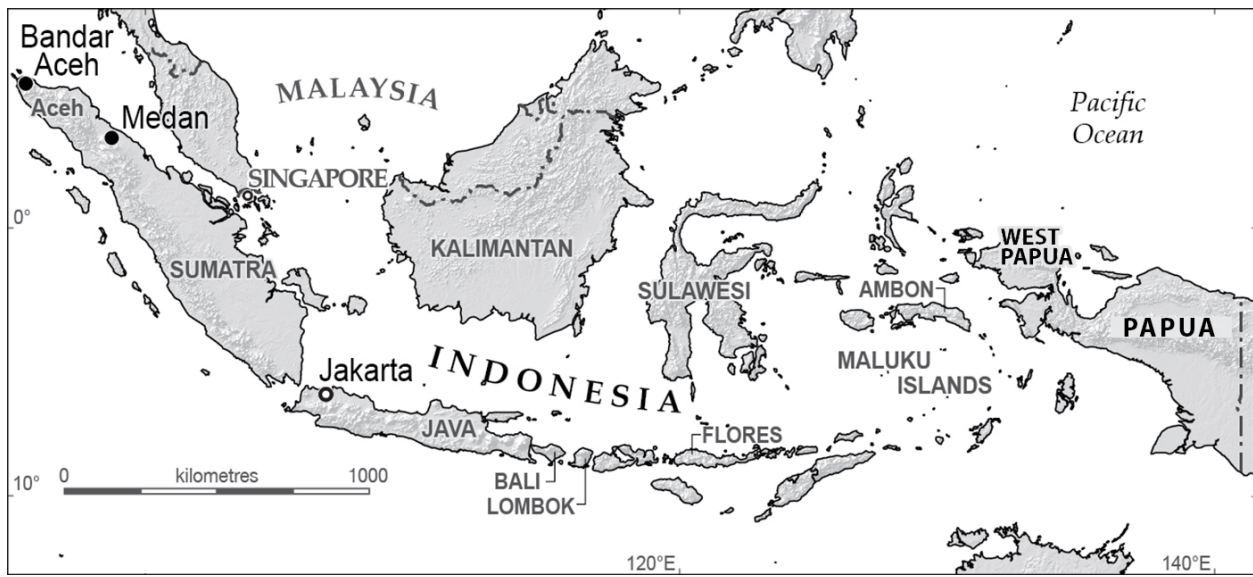 Bandar
Aceh
Aceh
Medan
MALAYSIA
SINGAPORE
Pacific
Ocean
0°
SUMATRA
KALIMANTAN
SULAWESI
WEST
PAPUA
AMBON
PAPUA
MALUKU
ISLANDS
INDONESIA
Jakarta
JAVA
FLORES
BALI
LOMBOK
0 kilometres 1000
10°
120°E
140°E